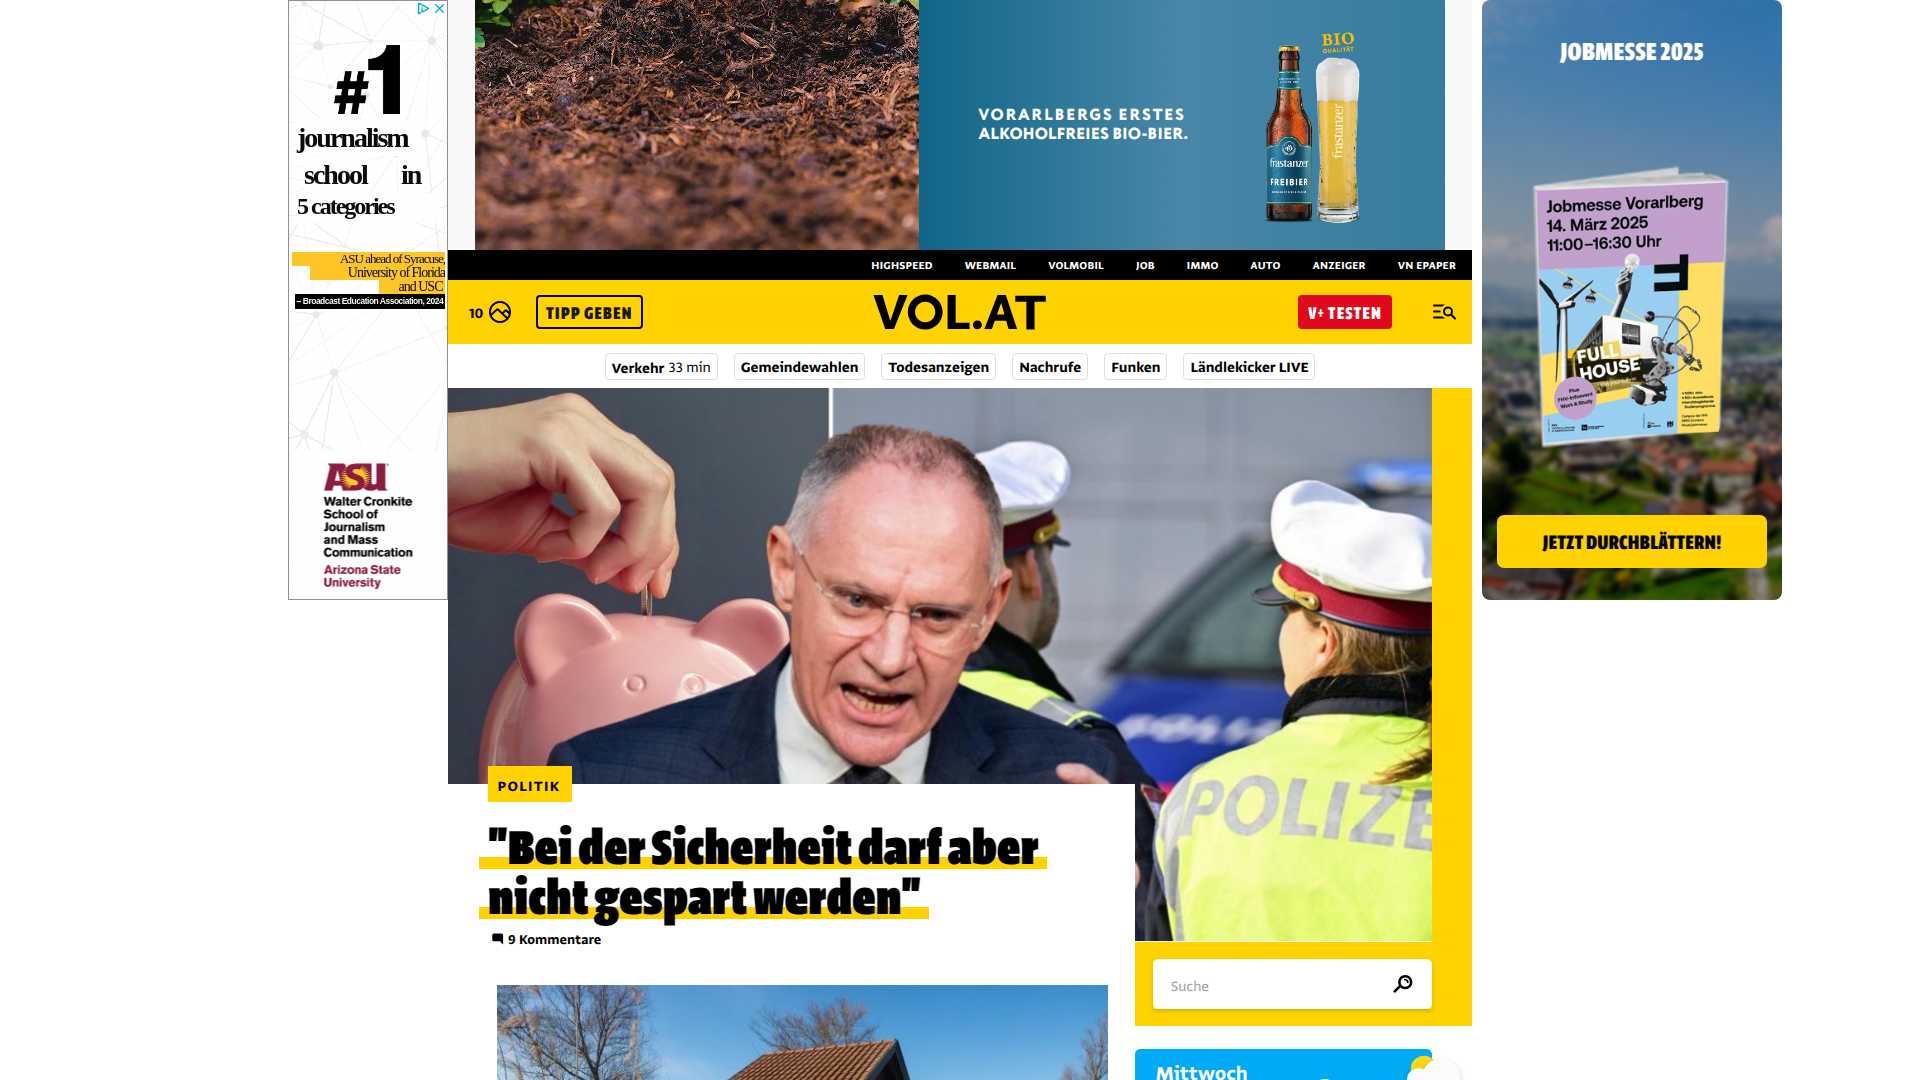 #1
journalism
school in
5 categories
ASU ahead of Syracuse,
University of Florida
and USC
– Broadcast Education Association, 2024
ASU
Walter Cronkite
School of
Journalism
and Mass
Communication
Arizona State
University
VORARLBERGS ERSTES
ALKOHOLFREIES BIO-BIER.
BIO
QUALITÄT
frastanzer
FREIBIER
frastanzer
JOBMESSE 2025
Jobmesse Vorarlberg
14. März 2025
11:00–16:30 Uhr
FULL
HOUSE
Plus
JETZT DURCHBLÄTTERN!
HIGHSPEED WEBMAIL VOLMOBIL JOB IMMO AUTO ANZEIGER VN EPAPER
10 TIPP GEBEN VOL.AT V+ TESTEN
Verkehr 33 min Gemeindewahlen Todesanzeigen Nachrufe Funken Ländlekicker LIVE
POLIZE
POLITIK
"Bei der Sicherheit darf aber
nicht gespart werden"
9 Kommentare
Suche
Mittwoch